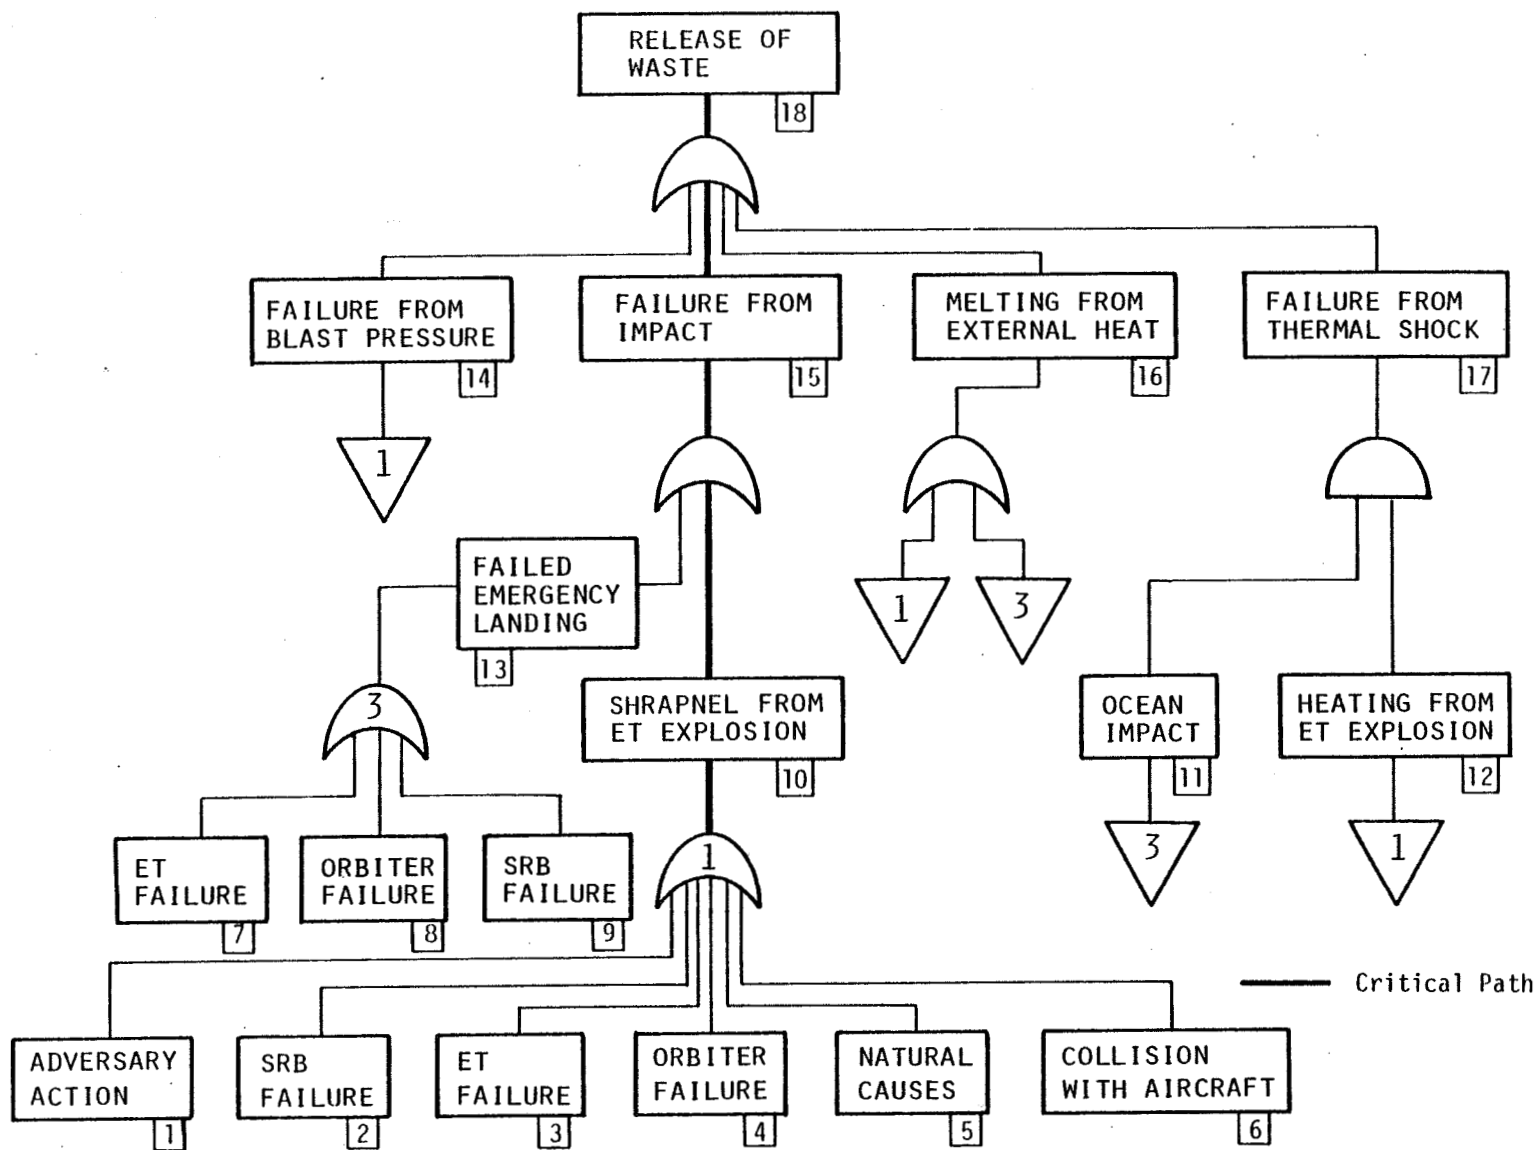 RELEASE OF
WASTE
18
FAILURE FROM
BLAST PRESSURE
14
FAILURE FROM
IMPACT
15
MELTING FROM
EXTERNAL HEAT
16
FAILURE FROM
THERMAL SHOCK
17
1
FAILED
EMERGENCY
LANDING
13
1
3
3
SHRAPNEL FROM
ET EXPLOSION
10
OCEAN
IMPACT
11
HEATING FROM
ET EXPLOSION
12
ET
FAILURE
7
ORBITER
FAILURE
8
SRB
FAILURE
9
1
3
1
Critical Path
ADVERSARY
ACTION
1
SRB
FAILURE
2
ET
FAILURE
3
ORBITER
FAILURE
4
NATURAL
CAUSES
5
COLLISION
WITH AIRCRAFT
6